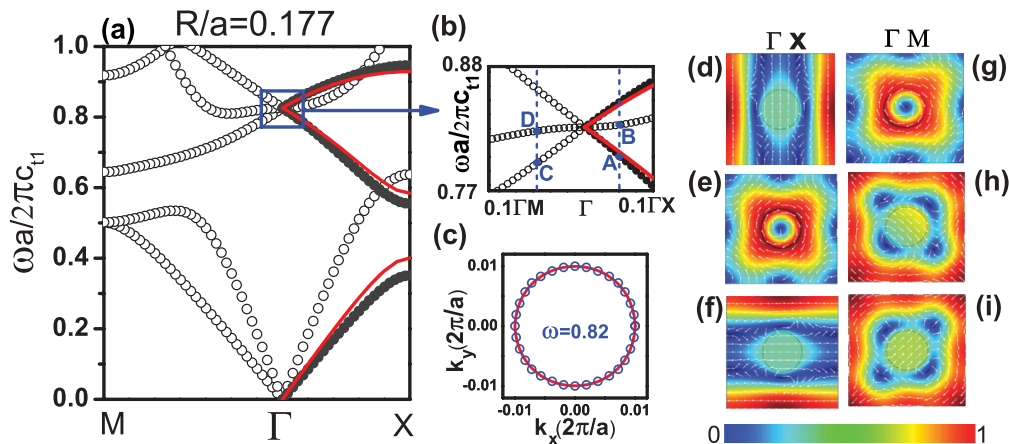 (a) R/a=0.177
ωa/2πc_t1
1.0
0.8
0.6
0.4
0.2
0.0
M Γ X
(b)
ωa/2πc_t1
0.88
0.77
D
B
C
A
0.1ΓM Γ 0.1ΓX
(c)
k_y(2π/a)
0.01
0.00
-0.01
ω=0.82
-0.01 0.00 0.01
k_x(2π/a)
Γ X Γ M
(d) (g)
(e) (h)
(f) (i)
0 1